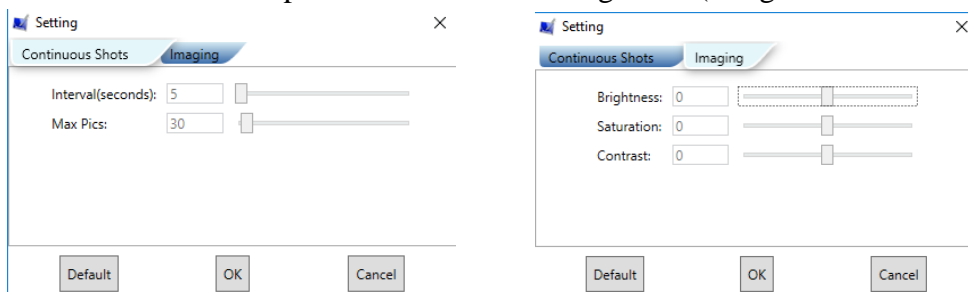 Setting
Continuous Shots Imaging
Interval(seconds): 5
Max Pics: 30
Default OK Cancel
Setting
Continuous Shots Imaging
Brightness: 0
Saturation: 0
Contrast: 0
Default OK Cancel